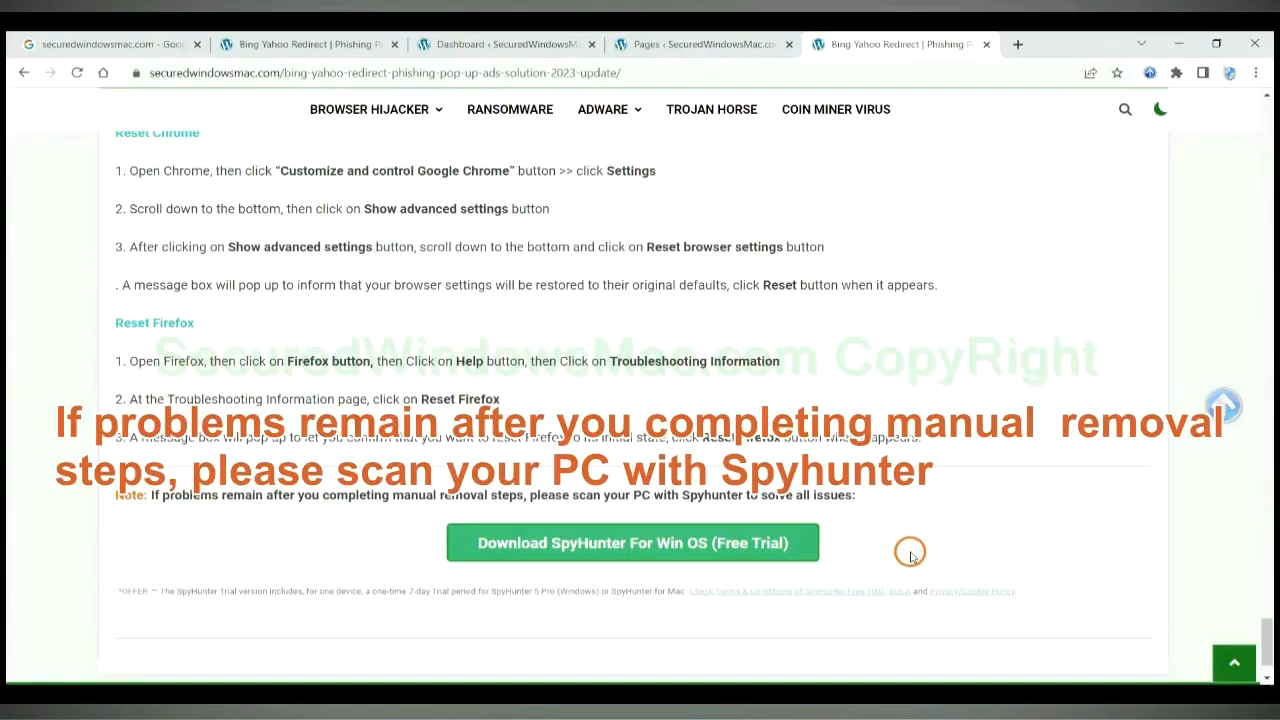 securedwindowsmac.com - Goo
Bing Yahoo Redirect | Phishing P
Dashboard ‹ SecuredWindowsM
Pages ‹ SecuredWindowsMac.co
Bing Yahoo Redirect | Phishing P
securedwindowsmac.com/bing-yahoo-redirect-phishing-pop-up-ads-solution-2023-update/
BROWSER HIJACKER RANSOMWARE ADWARE TROJAN HORSE COIN MINER VIRUS
Reset Chrome
1. Open Chrome, then click “Customize and control Google Chrome” button >> click Settings
2. Scroll down to the bottom, then click on Show advanced settings button
3. After clicking on Show advanced settings button, scroll down to the bottom and click on Reset browser settings button
. A message box will pop up to inform that your browser settings will be restored to their original defaults, click Reset button when it appears.
Reset Firefox
SecuredWindowsMac.com CopyRight
1. Open Firefox, then click on Firefox button, then Click on Help button, then Click on Troubleshooting Information
2. At the Troubleshooting Information page, click on Reset Firefox
If problems remain after you completing manual removal
3. A message box will pop up to let you confirm that you want to reset Firefox to its initial state, click Reset Firefox button when it appears.
steps, please scan your PC with Spyhunter
Note: If problems remain after you completing manual removal steps, please scan your PC with Spyhunter to solve all issues:
Download SpyHunter For Win OS (Free Trial)
*OFFER – The SpyHunter Trial version includes, for one device, a one-time 7-day Trial period for SpyHunter 5 Pro (Windows) or SpyHunter for Mac. Check Terms & Conditions of SpyHunter Free Trial, EULA and Privacy/Cookie Policy.